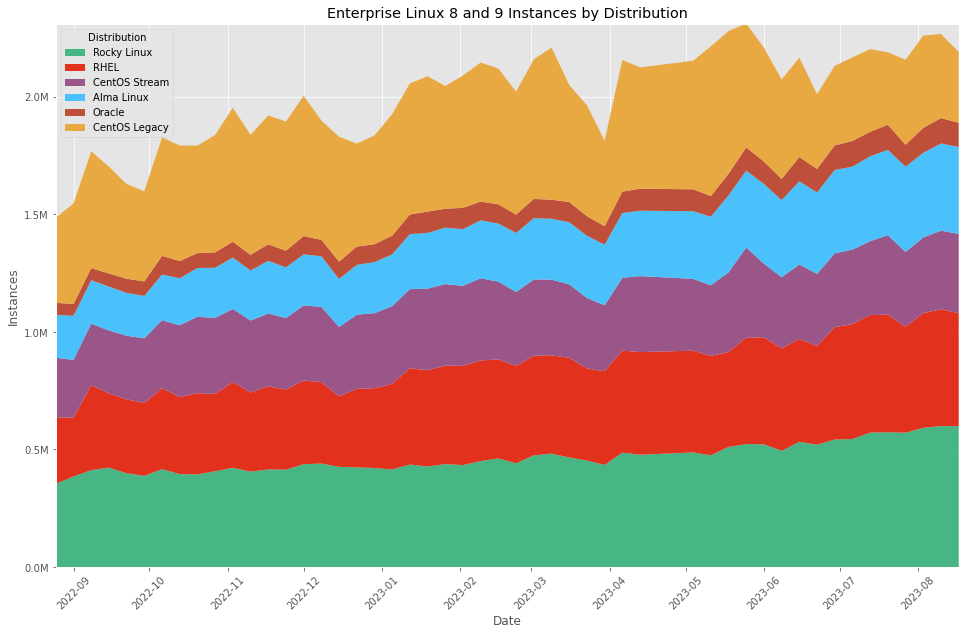 Enterprise Linux 8 and 9 Instances by Distribution
Distribution
Rocky Linux
RHEL
CentOS Stream
Alma Linux
Oracle
CentOS Legacy
2.0M
1.5M
1.0M
0.5M
0.0M
Instances
2022-09
2022-10
2022-11
2022-12
2023-01
2023-02
2023-03
2023-04
2023-05
2023-06
2023-07
2023-08
Date